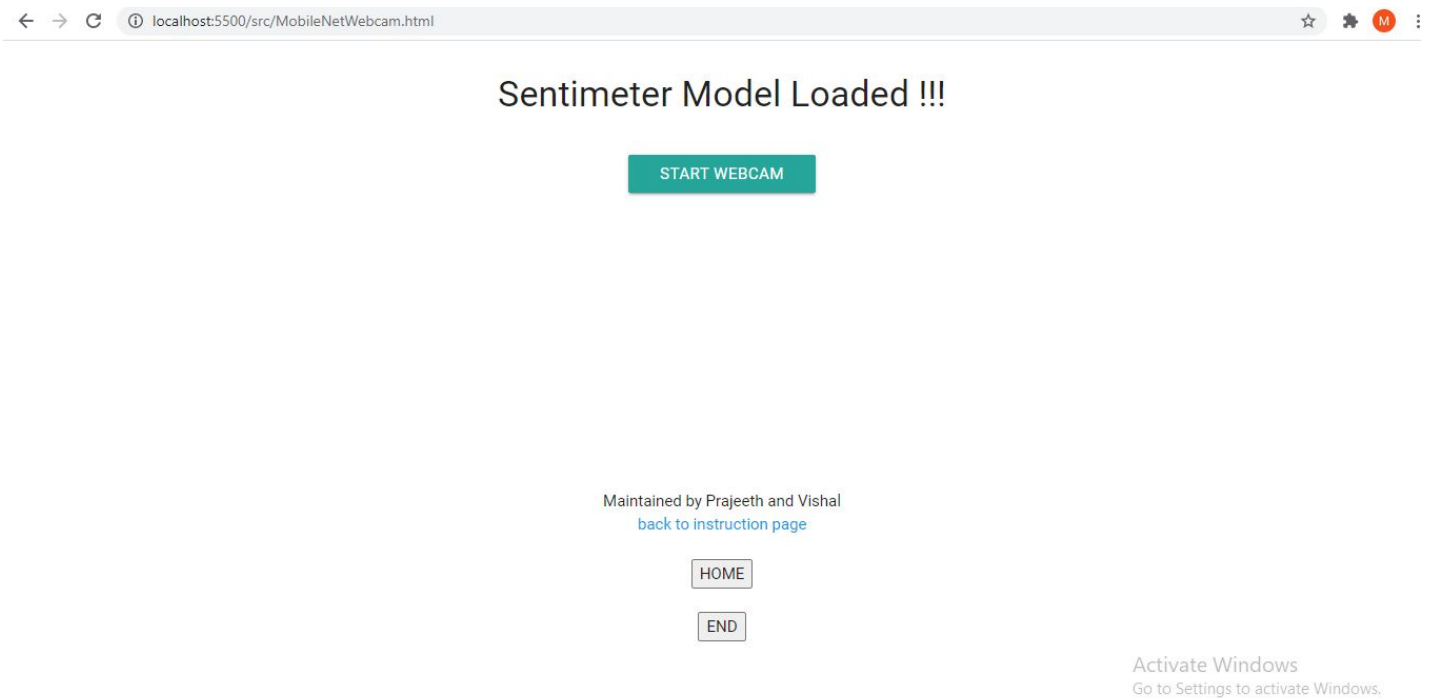 localhost:5500/src/MobileNetWebcam.html
M
Sentimeter Model Loaded !!!
START WEBCAM
Maintained by Prajeeth and Vishal
back to instruction page
HOME
END
Activate Windows
Go to Settings to activate Windows.